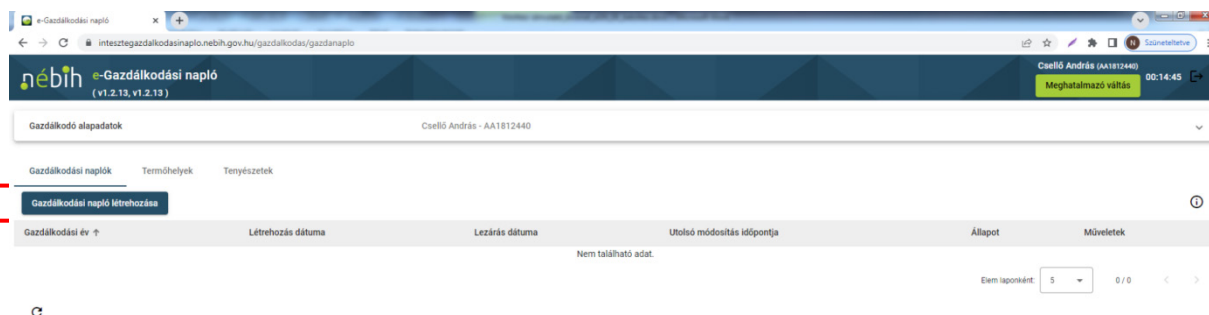 e-Gazdálkodási napló
intesztegazdalkodasinaplo.nebih.gov.hu/gazdalkodas/gazdanaplo
N Szüneteltetve
nébih e-Gazdálkodási napló
( v1.2.13, v1.2.13 )
Csellő András (AA1812440)
Meghatalmazó váltás
00:14:45
Gazdálkodó alapadatok Csellő András - AA1812440
Gazdálkodási naplók Termőhelyek Tenyészetek
Gazdálkodási napló létrehozása
Gazdálkodási év Létrehozás dátuma Lezárás dátuma Utolsó módosítás időpontja Állapot Műveletek
Nem található adat.
Elem laponként: 5 0 / 0